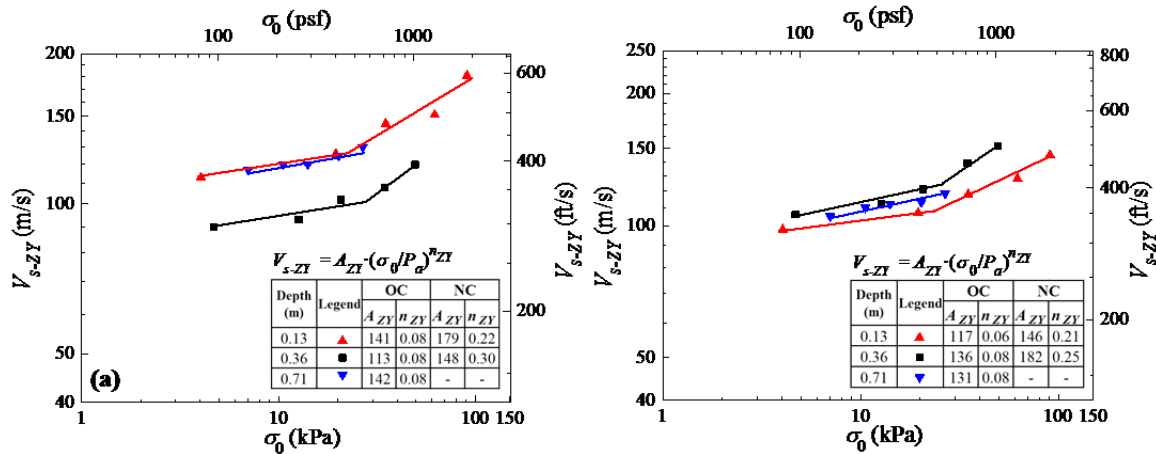 σ0 (psf)
100 1000
200
150
100
50
40
Vs-ZY (m/s)
600
400
200
Vs-ZY (ft/s)
Vs-ZY = AZY·(σ0/Pa)^nZY
Depth (m) Legend OC NC
AZY nZY AZY nZY
0.13 141 0.08 179 0.22
0.36 113 0.08 148 0.30
0.71 142 0.08 - -
(a)
1 10 100 150
σ0 (kPa)
σ0 (psf)
100 1000
250
200
150
100
50
40
Vs-ZY (m/s)
800
600
400
200
Vs-ZY (ft/s)
Vs-ZY = AZY·(σ0/Pa)^nZY
Depth (m) Legend OC NC
AZY nZY AZY nZY
0.13 117 0.06 146 0.21
0.36 136 0.08 182 0.25
0.71 131 0.08 - -
1 10 100 150
σ0 (kPa)